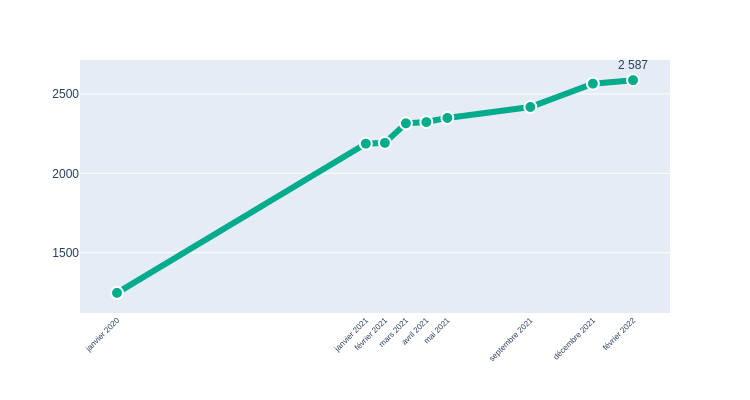 2 587
2500
2000
1500
janvier 2020
janvier 2021
février 2021
mars 2021
avril 2021
mai 2021
septembre 2021
décembre 2021
février 2022